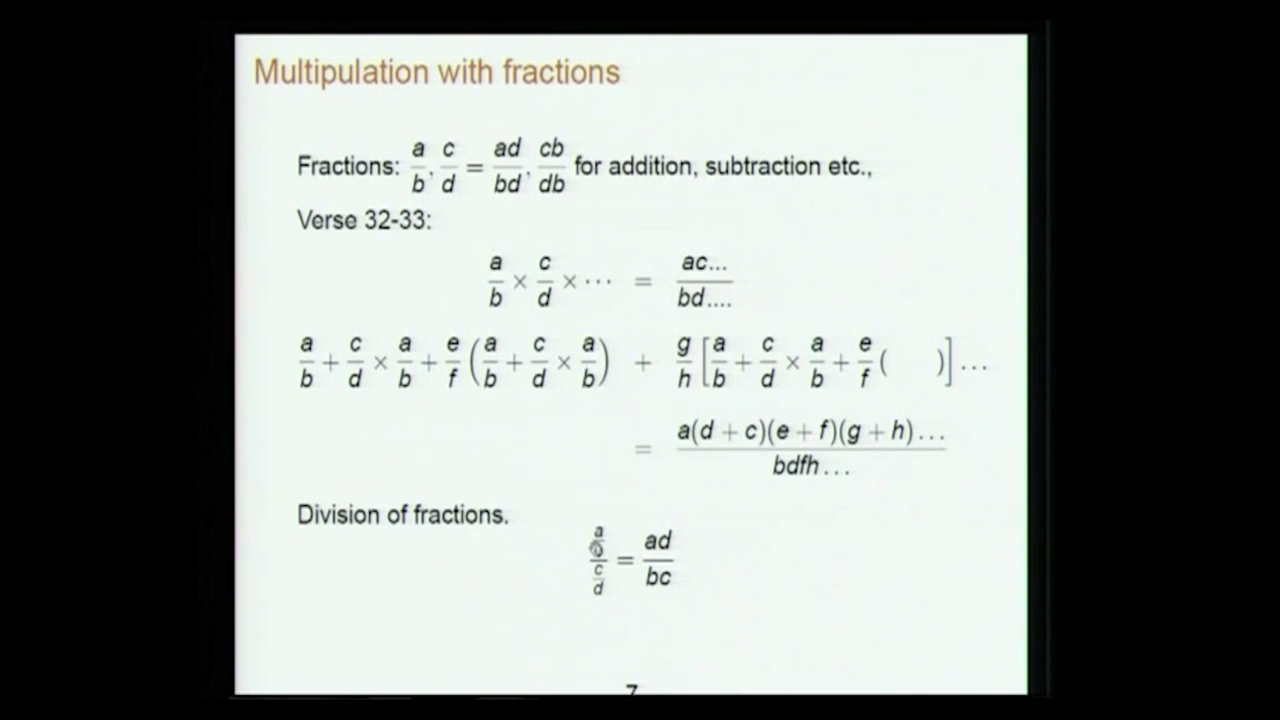 Multipulation with fractions
Fractions: a/b, c/d = ad/bd, cb/db for addition, subtraction etc.,
Verse 32-33:
a/b × c/d × ··· = ac.../bd....
a/b + c/d × a/b + e/f (a/b + c/d × a/b) + g/h [a/b + c/d × a/b + e/f ( )] ...
= a(d + c)(e + f)(g + h)... / bdfh...
Division of fractions.
a/b / c/d = ad/bc
7